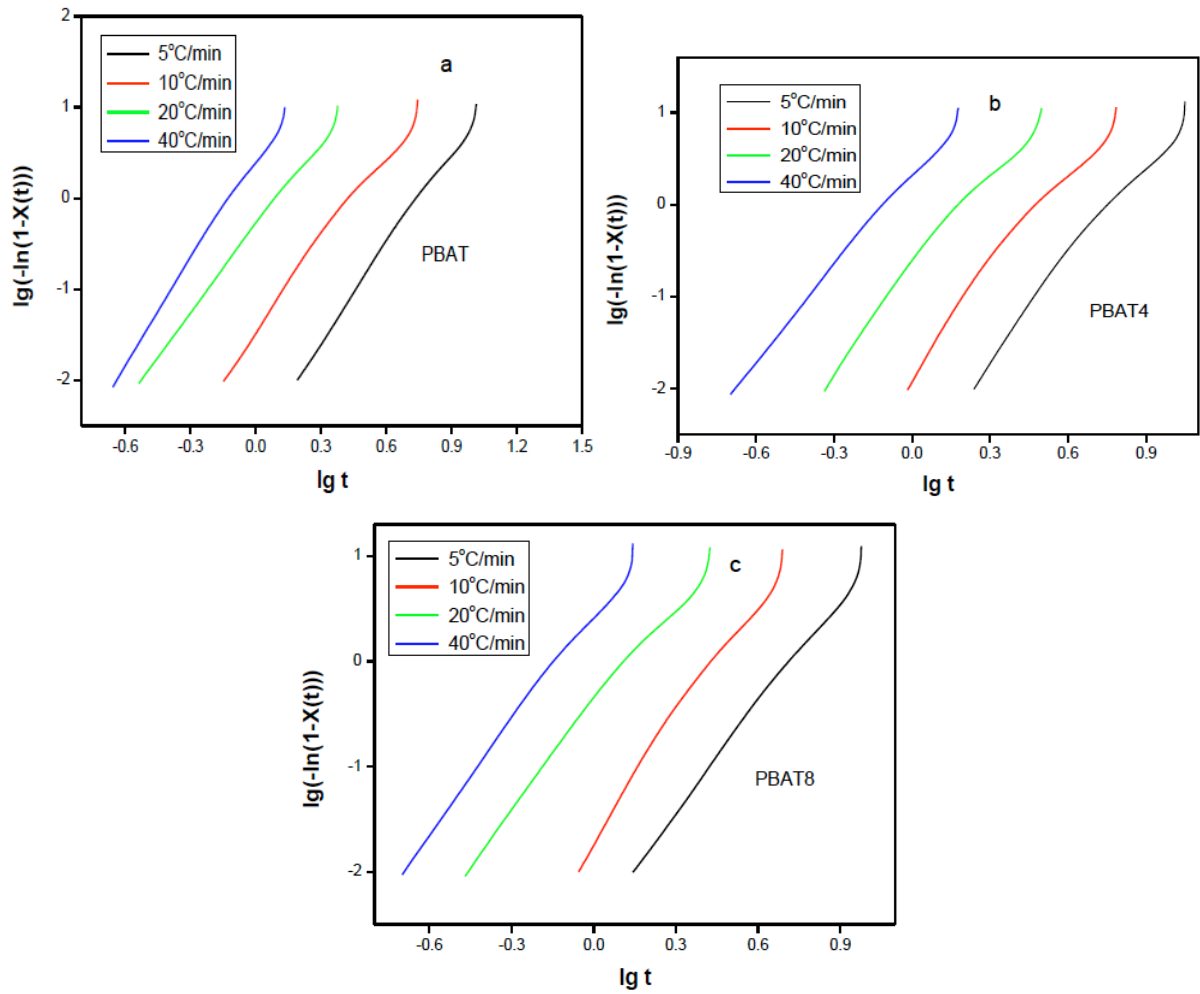 2
1
0
-1
-2
lg(-ln(1-X(t)))
5°C/min
10°C/min
20°C/min
40°C/min
a
PBAT
-0.6 -0.3 0.0 0.3 0.6 0.9 1.2 1.5
lg t
1
0
-1
-2
lg(-ln(1-X(t)))
5°C/min
10°C/min
20°C/min
40°C/min
b
PBAT4
-0.9 -0.6 -0.3 0.0 0.3 0.6 0.9
lg t
1
0
-1
-2
lg(-ln(1-X(t)))
5°C/min
10°C/min
20°C/min
40°C/min
c
PBAT8
-0.6 -0.3 0.0 0.3 0.6 0.9
lg t